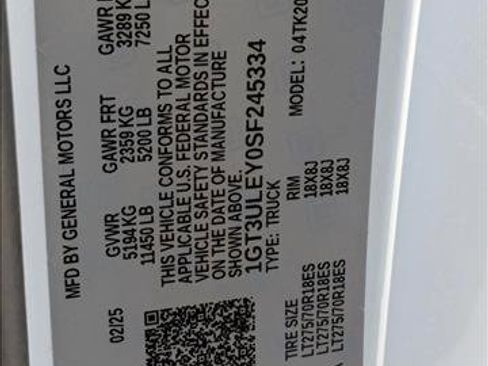 MFD BY GENERAL MOTORS LLC
02/25 GVWR GAWR FRT GAWR
5194 KG 2359 KG 3289
11450 LB 5200 LB 7250
THIS VEHICLE CONFORMS TO ALL
APPLICABLE U.S. FEDERAL MOTOR
VEHICLE SAFETY STANDARDS IN EFFEC
ON THE DATE OF MANUFACTURE
SHOWN ABOVE.
1GT3ULEY0SF245334
TYPE: TRUCK MODEL: 04TK20
TIRE SIZE RIM
LT275/70R18ES 18X8J
LT275/70R18ES 18X8J
LT275/70R18ES 18X8J